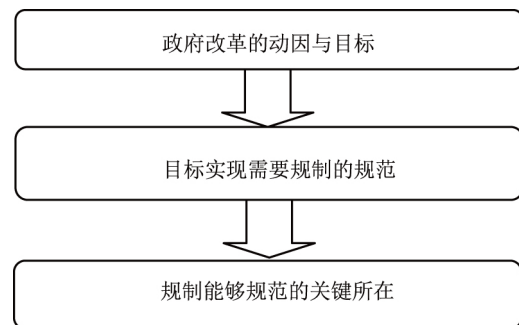 政府改革的动因与目标
目标实现需要规制的规范
规制能够规范的关键所在